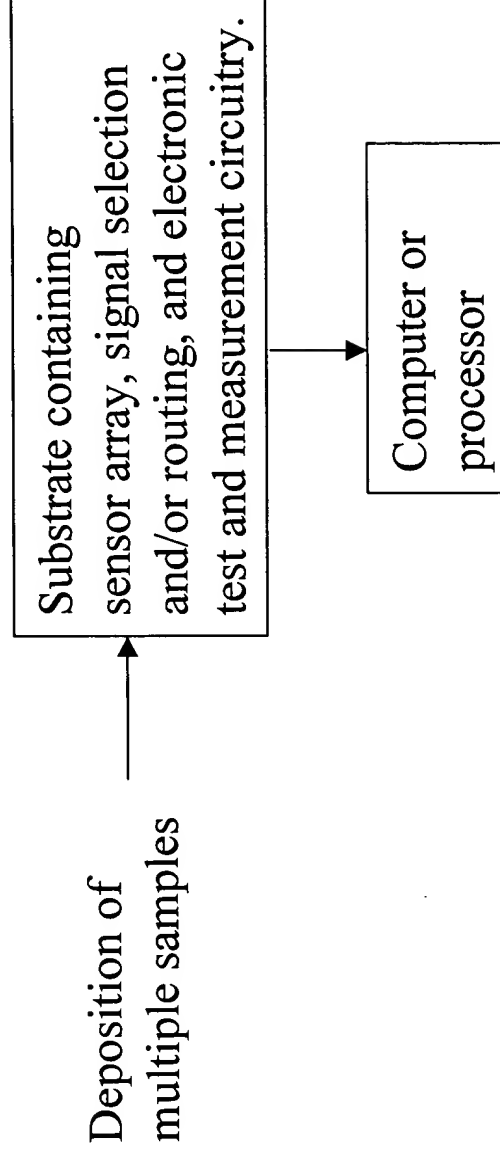 Deposition of
multiple samples
Substrate containing
sensor array, signal selection
and/or routing, and electronic
test and measurement circuitry.
Computer or
processor